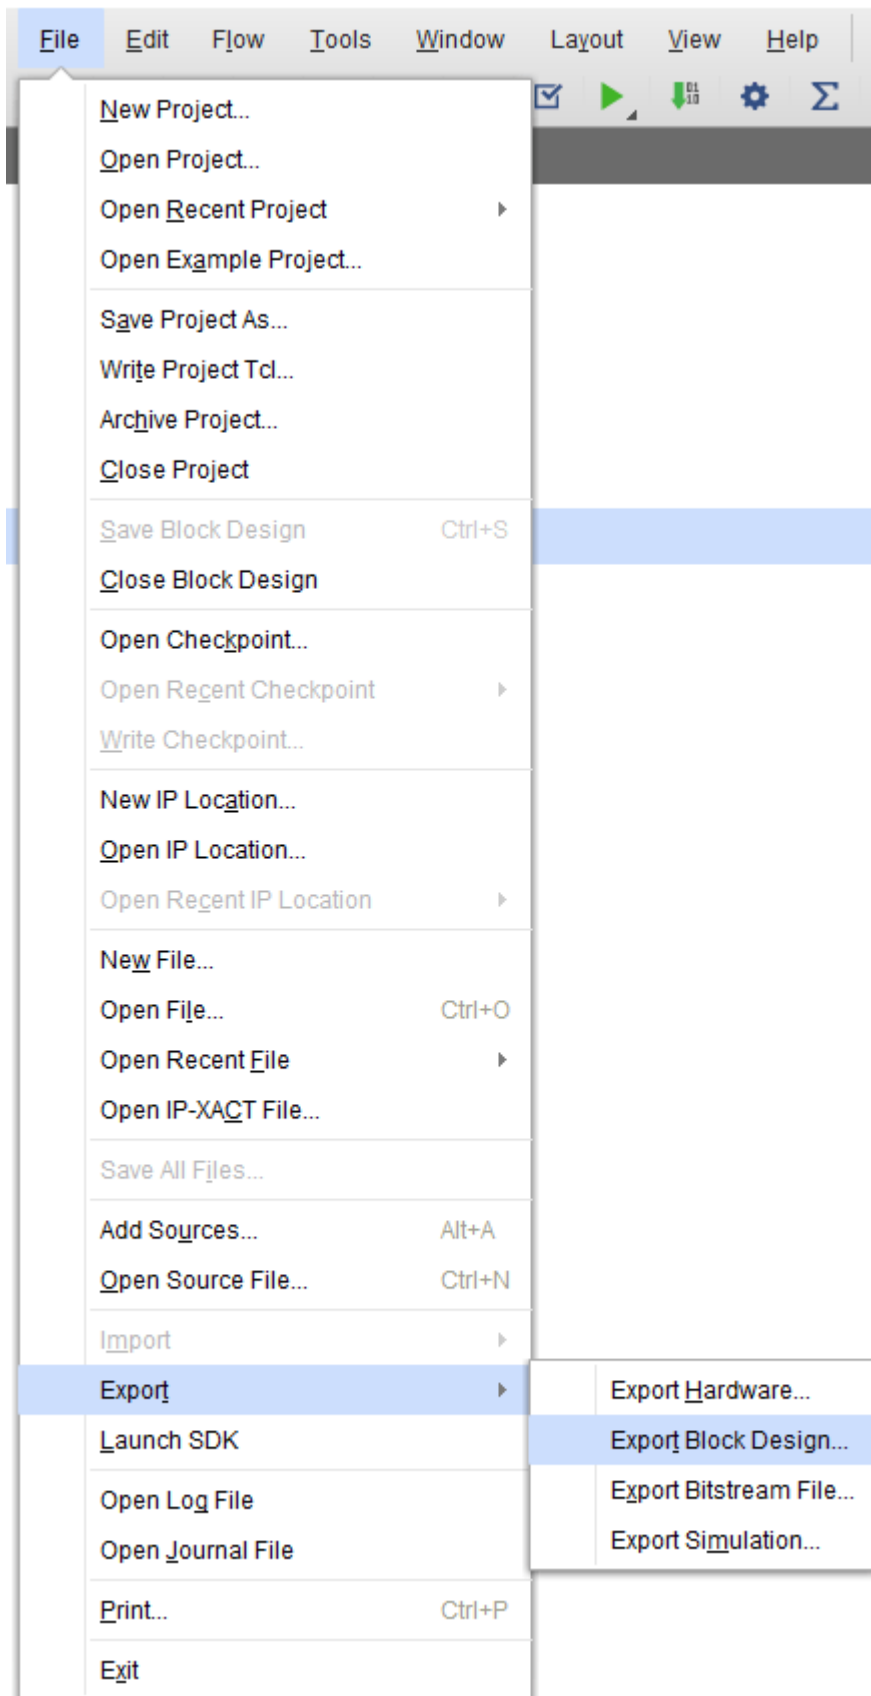 File Edit Flow Tools Window Layout View Help
01
10
New Project...
Open Project...
Open Recent Project
Open Example Project...
Save Project As...
Write Project Tcl...
Archive Project...
Close Project
Save Block Design Ctrl+S
Close Block Design
Open Checkpoint...
Open Recent Checkpoint
Write Checkpoint...
New IP Location...
Open IP Location...
Open Recent IP Location
New File...
Open File... Ctrl+O
Open Recent File
Open IP-XACT File...
Save All Files...
Add Sources... Alt+A
Open Source File... Ctrl+N
Import
Export
Export Hardware...
Export Block Design...
Export Bitstream File...
Export Simulation...
Launch SDK
Open Log File
Open Journal File
Print... Ctrl+P
Exit